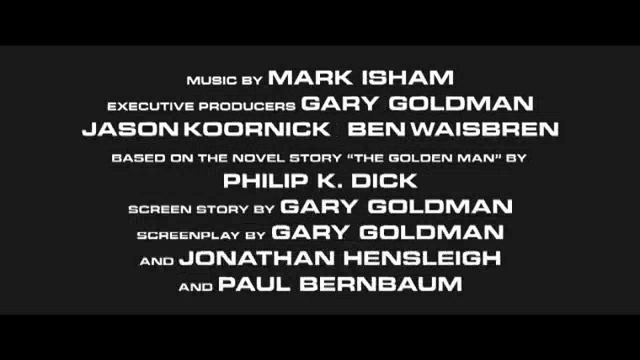 MUSIC BY MARK ISHAM
EXECUTIVE PRODUCERS GARY GOLDMAN
JASON KOORNICK BEN WAISBREN
BASED ON THE NOVEL STORY "THE GOLDEN MAN" BY
PHILIP K. DICK
SCREEN STORY BY GARY GOLDMAN
SCREENPLAY BY GARY GOLDMAN
AND JONATHAN HENSLEIGH
AND PAUL BERNBAUM